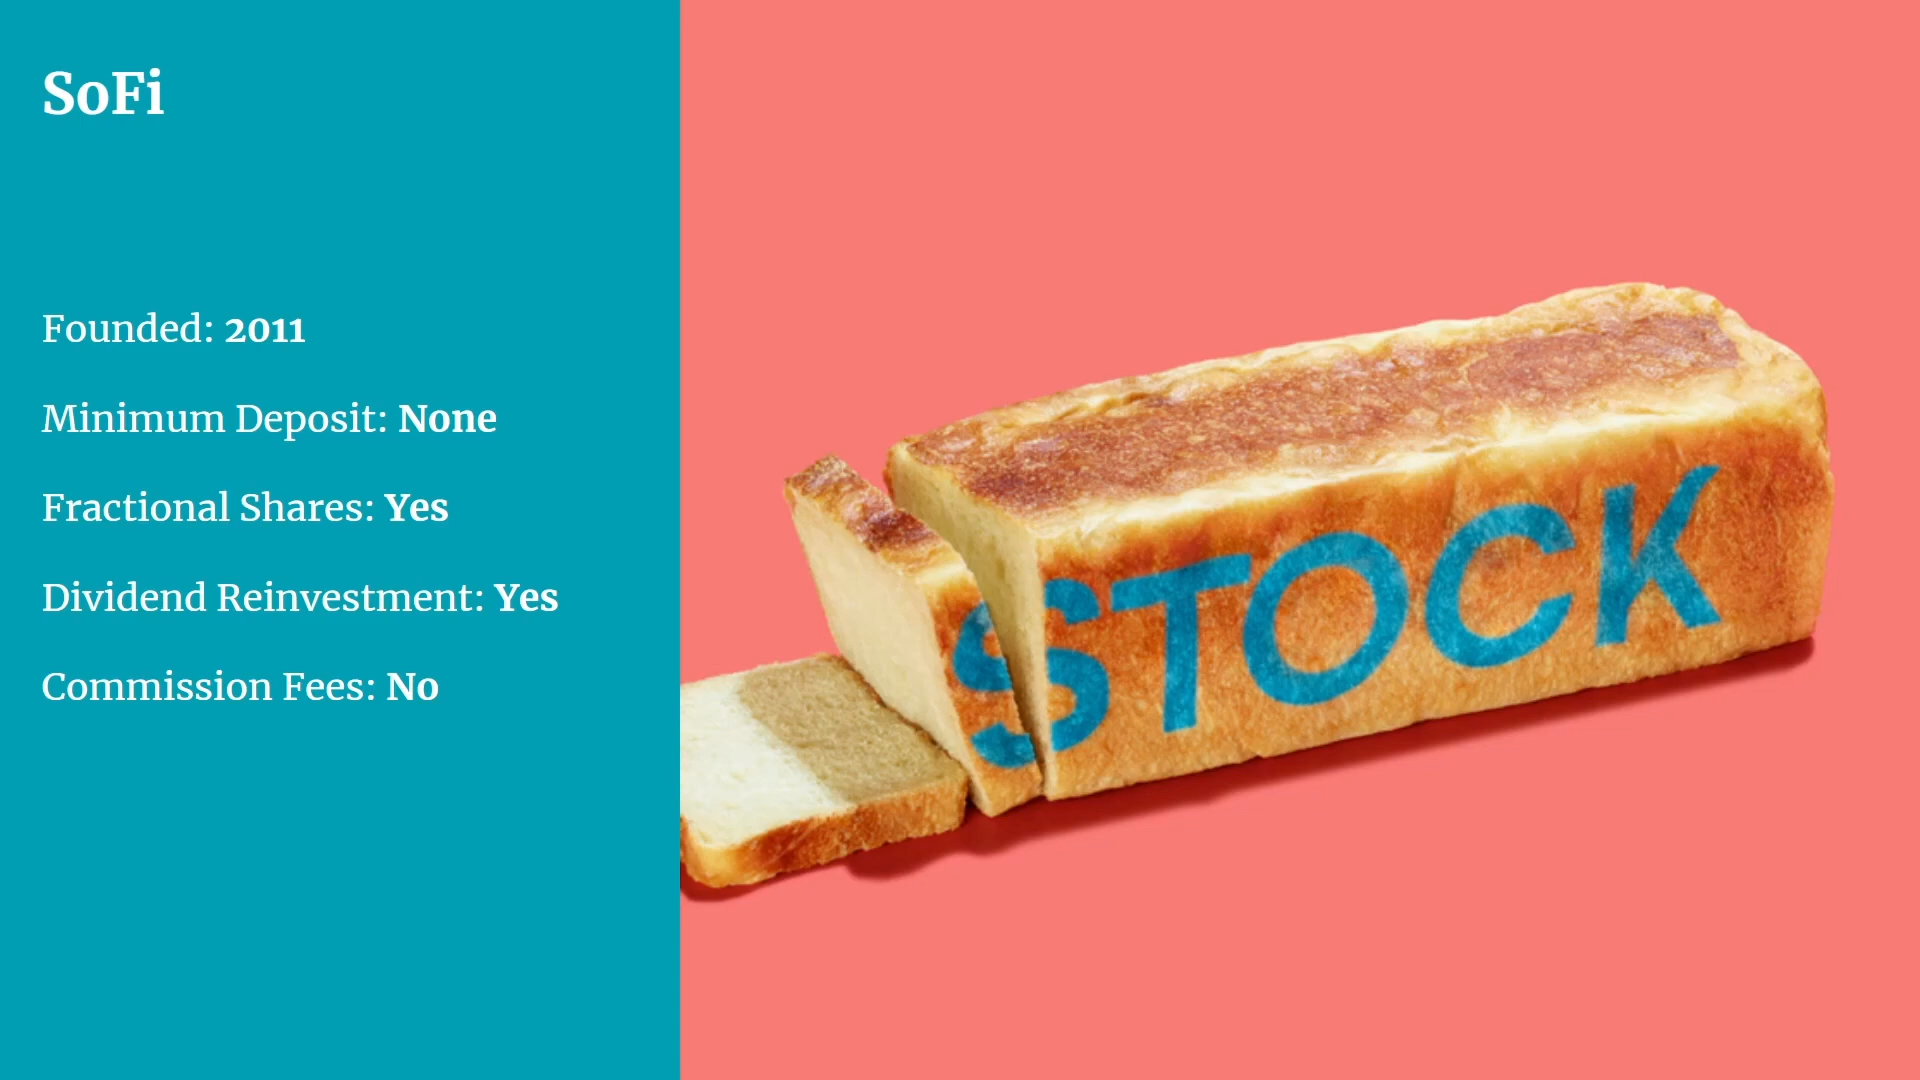 SoFi
Founded: 2011
Minimum Deposit: None
Fractional Shares: Yes
Dividend Reinvestment: Yes
Commission Fees: No
STOCK